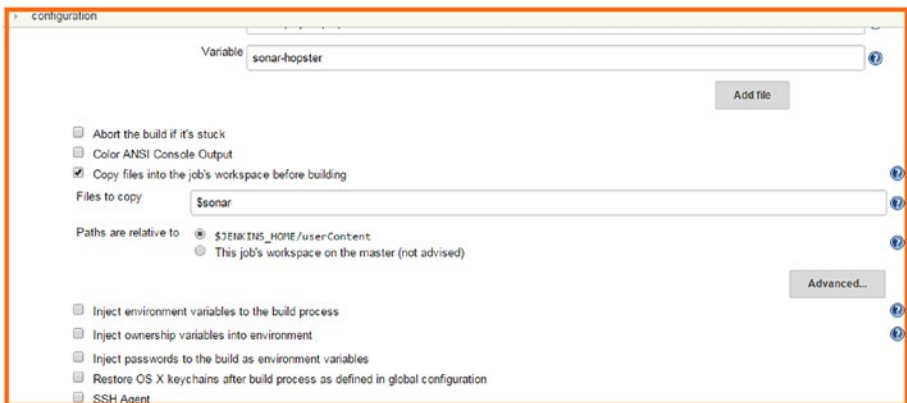 configuration
Variable sonar-hopster
Add file
Abort the build if it's stuck
Color ANSI Console Output
Copy files into the job's workspace before building
Files to copy $sonar
Paths are relative to $JENKINS_HOME/userContent
This job's workspace on the master (not advised)
Advanced...
Inject environment variables to the build process
Inject ownership variables into environment
Inject passwords to the build as environment variables
Restore OS X keychains after build process as defined in global configuration
SSH Agent